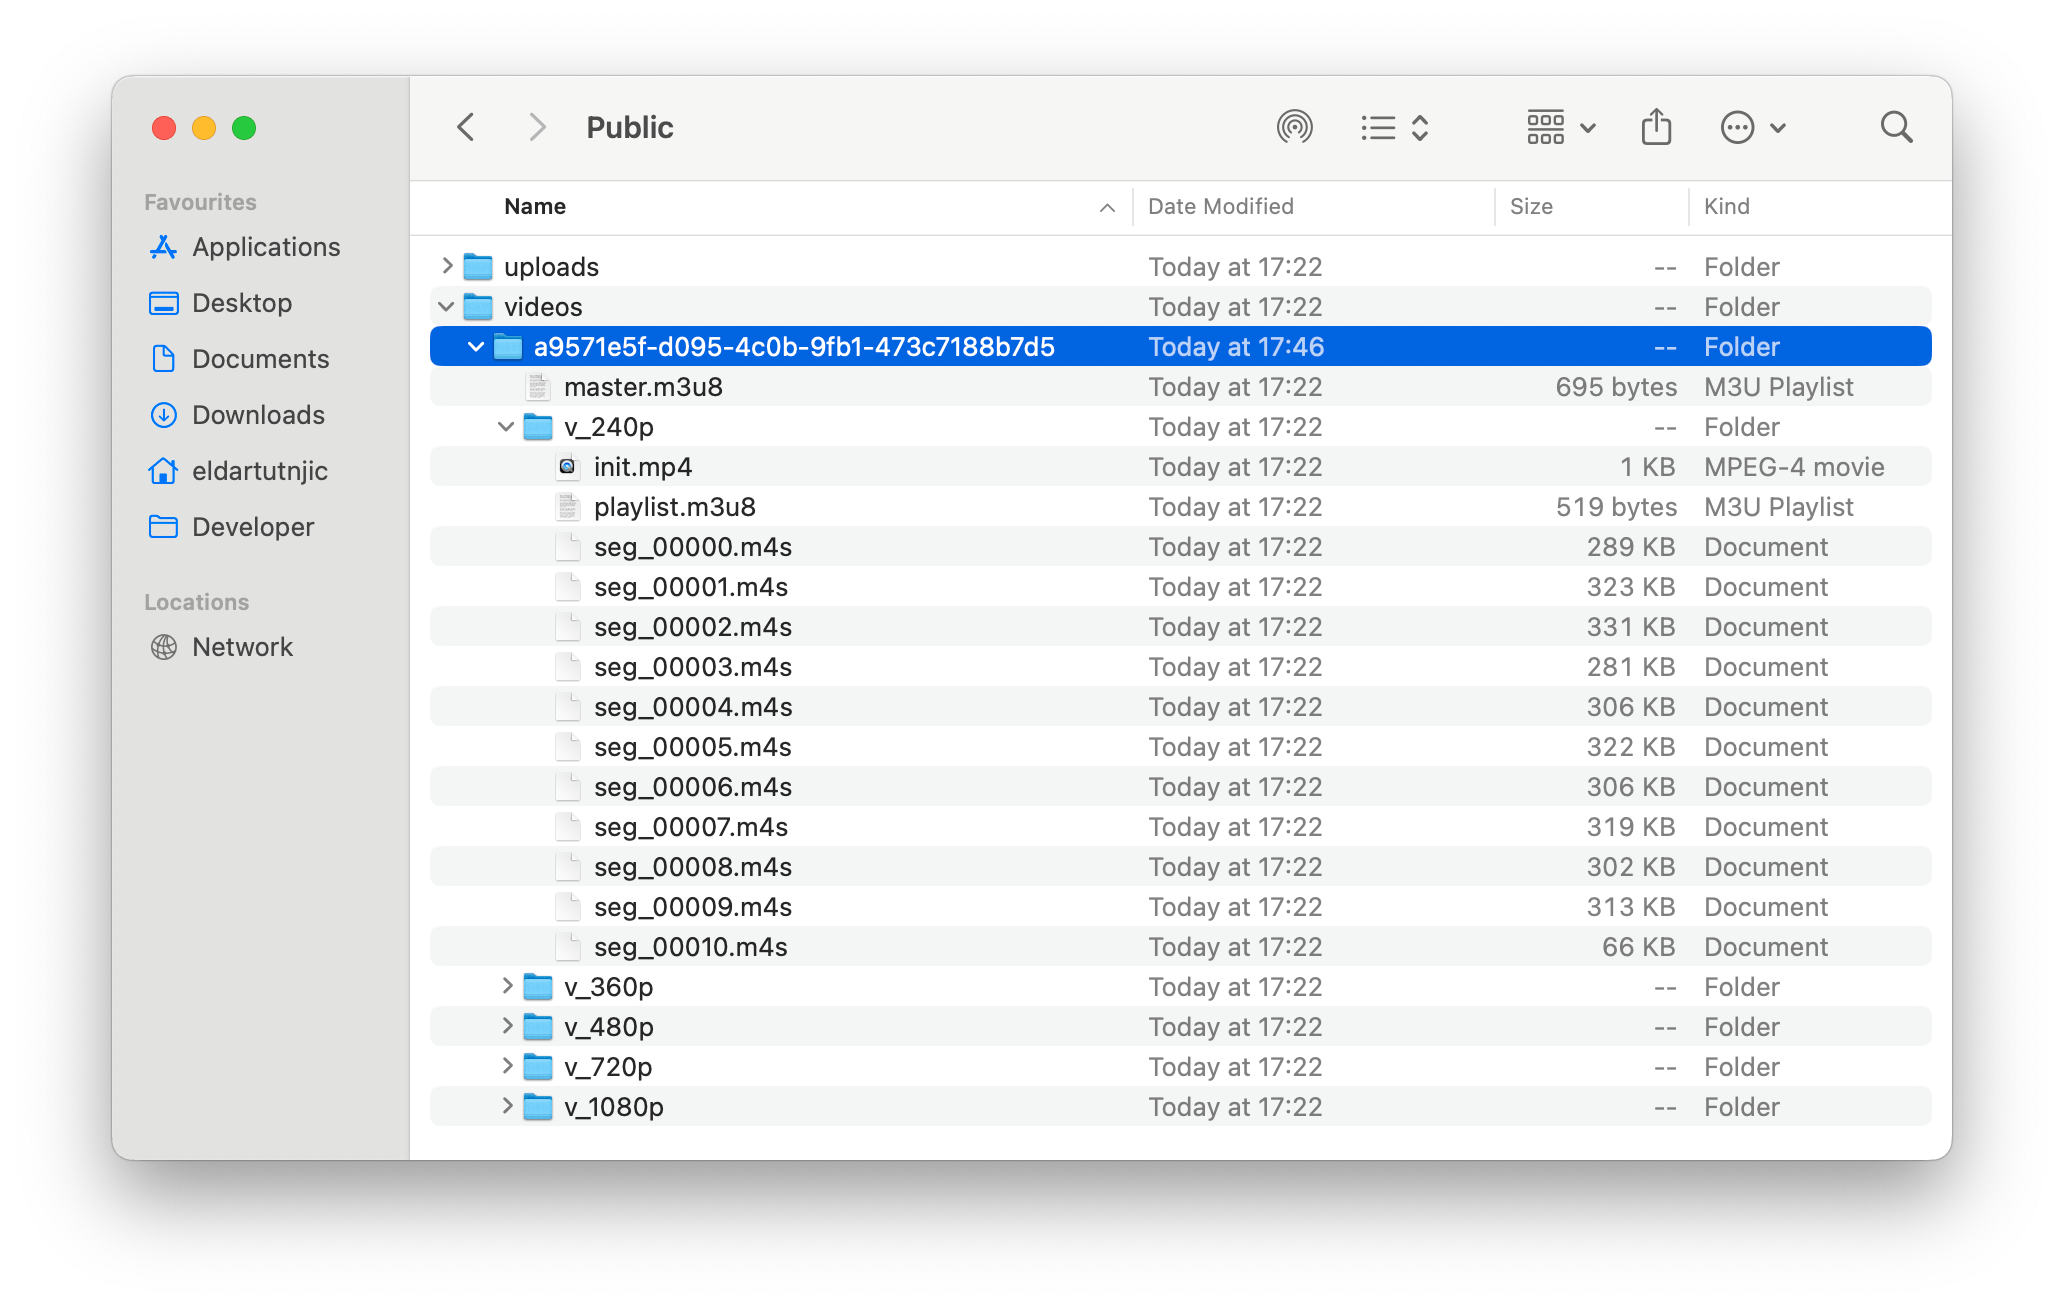 Public
Favourites
Applications
Desktop
Documents
Downloads
eldartutnjic
Developer
Locations
Network
Name Date Modified Size Kind
uploads Today at 17:22 -- Folder
videos Today at 17:22 -- Folder
a9571e5f-d095-4c0b-9fb1-473c7188b7d5 Today at 17:46 -- Folder
master.m3u8 Today at 17:22 695 bytes M3U Playlist
v_240p Today at 17:22 -- Folder
init.mp4 Today at 17:22 1 KB MPEG-4 movie
playlist.m3u8 Today at 17:22 519 bytes M3U Playlist
seg_00000.m4s Today at 17:22 289 KB Document
seg_00001.m4s Today at 17:22 323 KB Document
seg_00002.m4s Today at 17:22 331 KB Document
seg_00003.m4s Today at 17:22 281 KB Document
seg_00004.m4s Today at 17:22 306 KB Document
seg_00005.m4s Today at 17:22 322 KB Document
seg_00006.m4s Today at 17:22 306 KB Document
seg_00007.m4s Today at 17:22 319 KB Document
seg_00008.m4s Today at 17:22 302 KB Document
seg_00009.m4s Today at 17:22 313 KB Document
seg_00010.m4s Today at 17:22 66 KB Document
v_360p Today at 17:22 -- Folder
v_480p Today at 17:22 -- Folder
v_720p Today at 17:22 -- Folder
v_1080p Today at 17:22 -- Folder